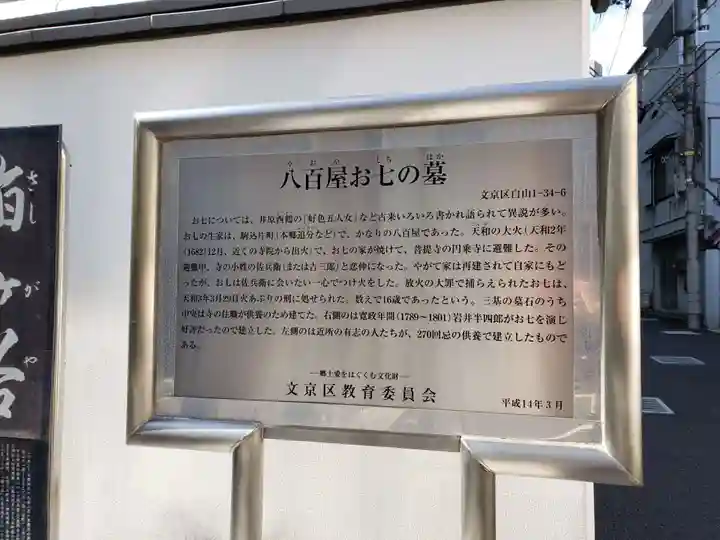 やおや しち はか
八百屋お七の墓
文京区白山1-34-6
お七については、井原西鶴の「好色五人女」など古来いろいろ書かれ語られて異説が多い。
お七の生家は、駒込片町(本郷追分など)で、かなりの八百屋であった。天和の大火(天和2年
(1682)12月、近くの寺院から出火)で、お七の家が焼けて、菩提寺の円乗寺に避難した。その
避難中、寺の小姓の佐兵衛(または吉三郎)と恋仲になった。やがて家は再建されて自家にもど
ったが、お七は佐兵衛に会いたい一心でつけ火をした。放火の大罪で捕らえられたお七は、
天和3年3月29日火あぶりの刑に処せられた。数えで16歳であったという。三基の墓石のうち
中央は寺の住職が供養のため建てた。右側のは寛政年間(1789~1801)岩井半四郎がお七を演じ
好評だったので建立した。左側のは近所の有志の人たちが、270回忌の供養で建立したもので
ある。
―郷土愛をはぐくむ文化財―
文京区教育委員会
平成14年3月
指ヶ谷
さし がや